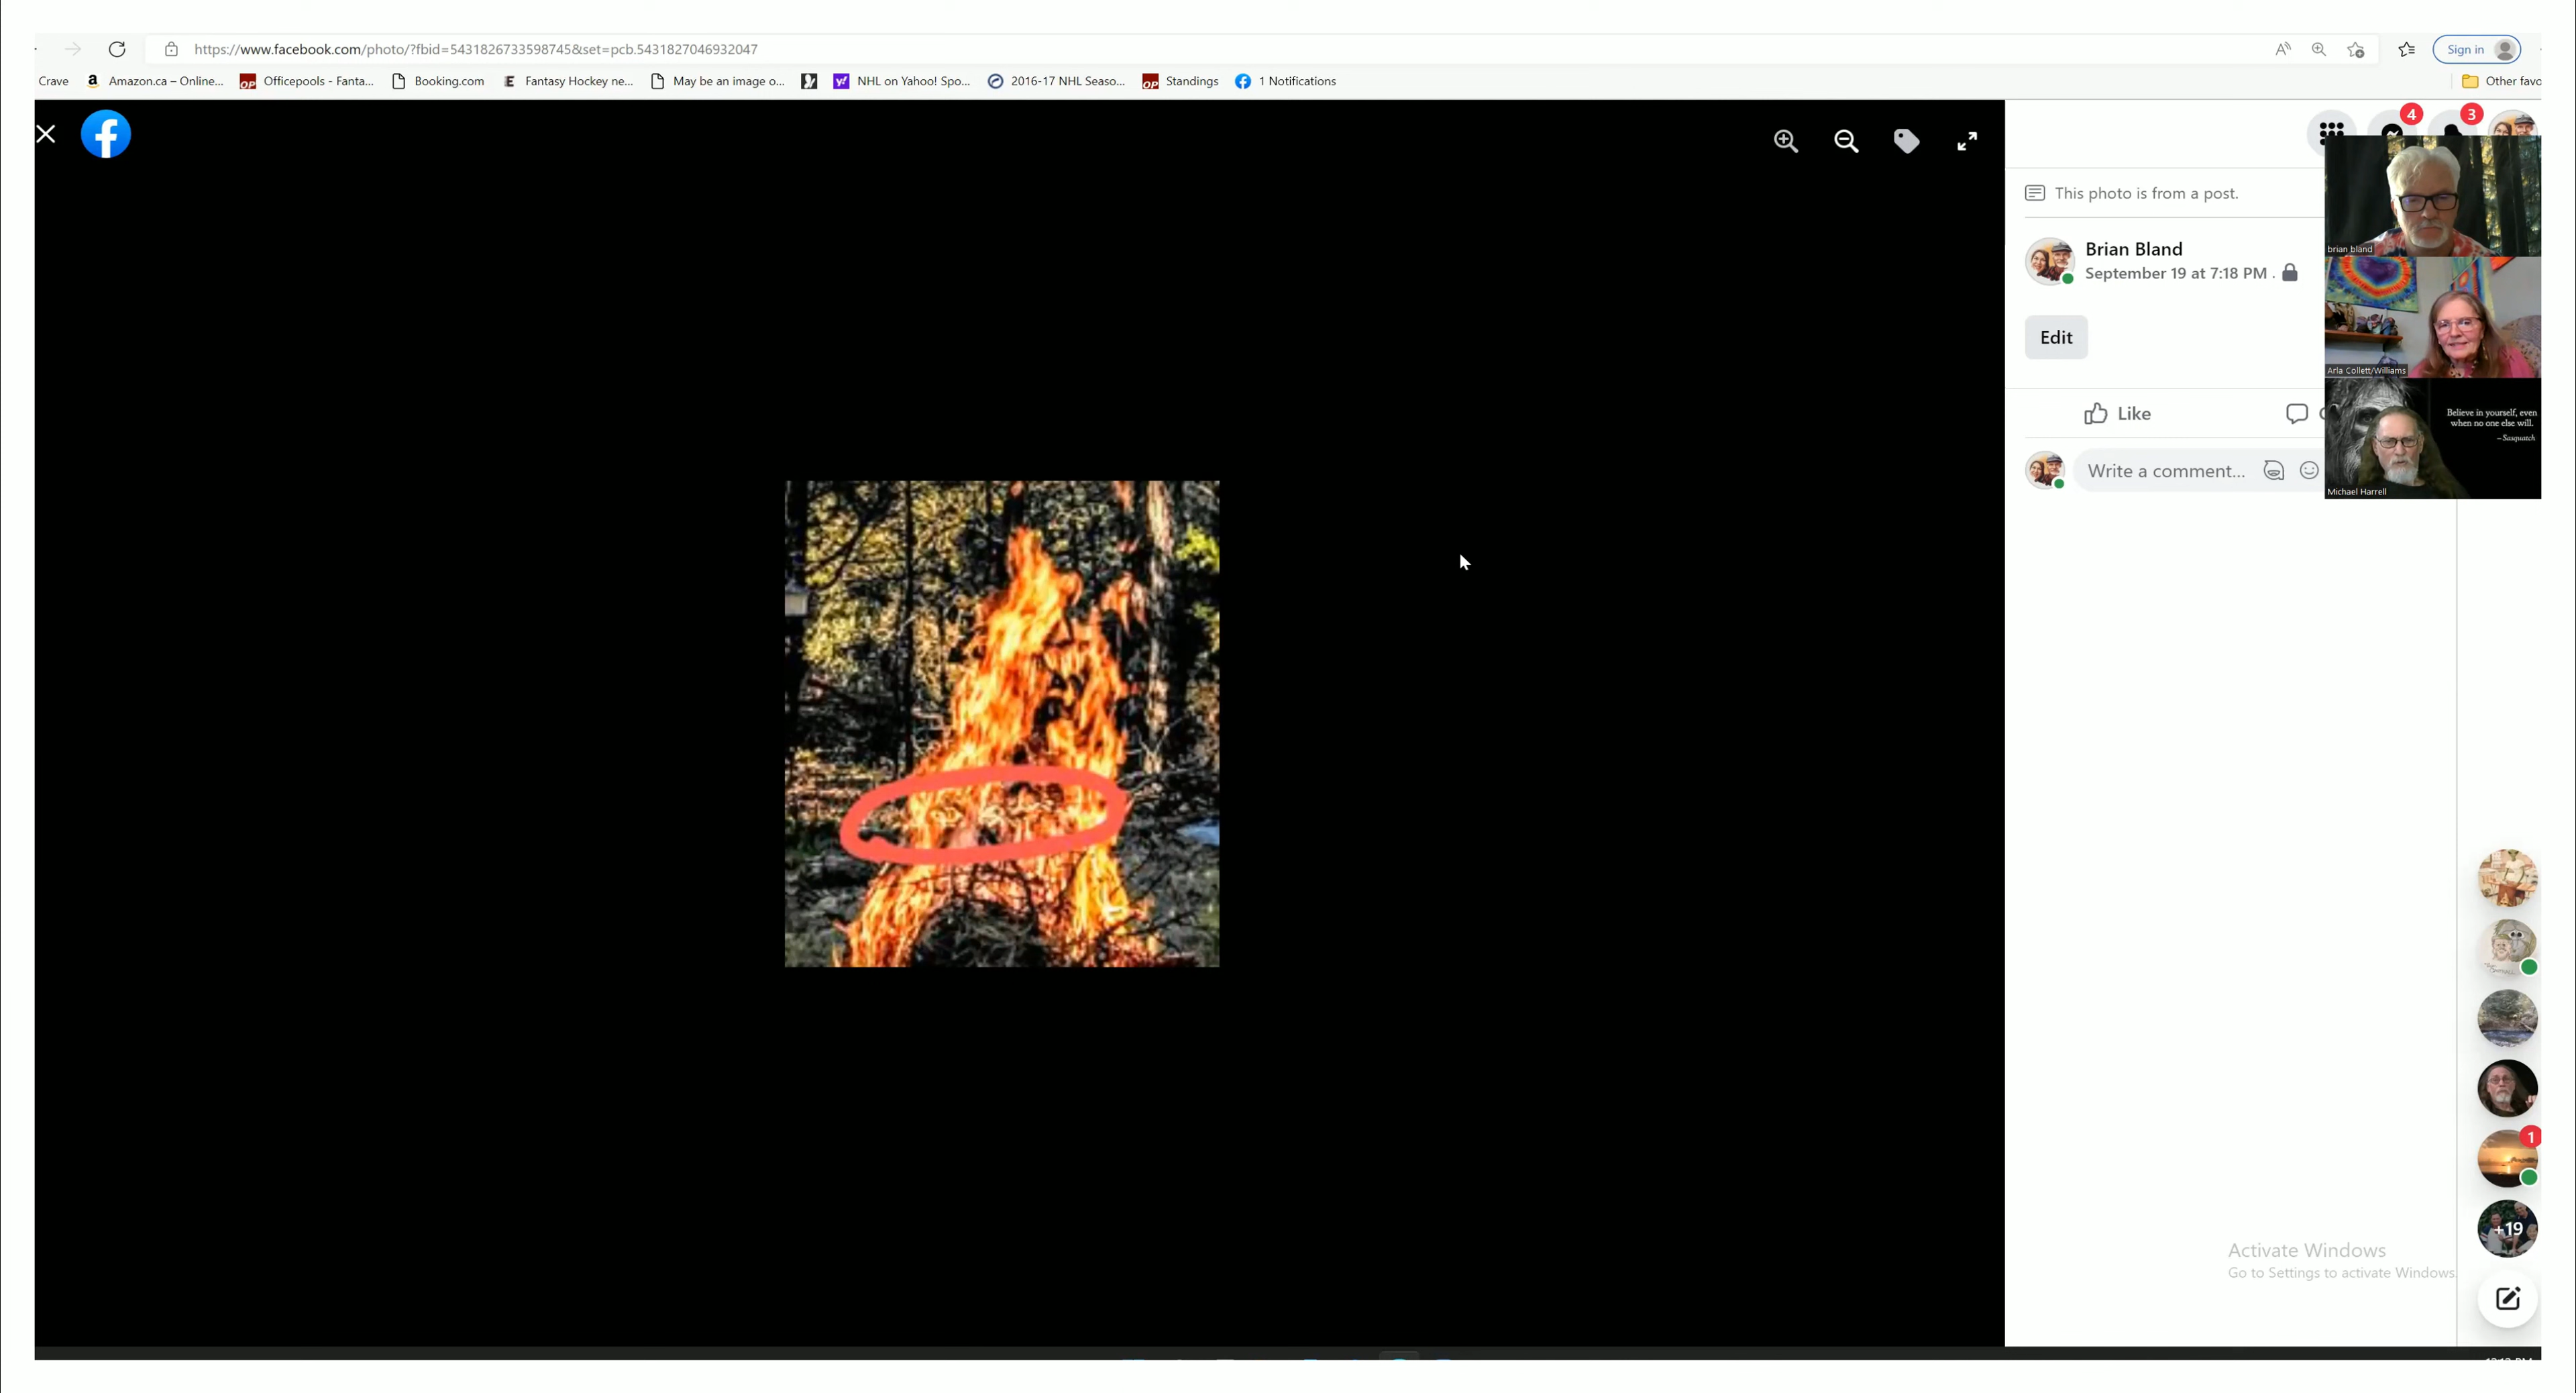 https://www.facebook.com/photo/?fbid=5431826733598745&set=pcb.5431827046932047
Sign in
Crave
Amazon.ca – Online...
Officepools - Fanta...
Booking.com
Fantasy Hockey ne...
May be an image o...
NHL on Yahoo! Spo...
2016-17 NHL Seaso...
Standings
1 Notifications
Other favo
4
3
This photo is from a post.
brian bland
Brian Bland
September 19 at 7:18 PM .
Edit
Arla Collett/Williams
Like
Believe in yourself, even
when no one else will.
– Sasquatch
Write a comment...
Michael Harrell
1
+19
Activate Windows
Go to Settings to activate Windows.